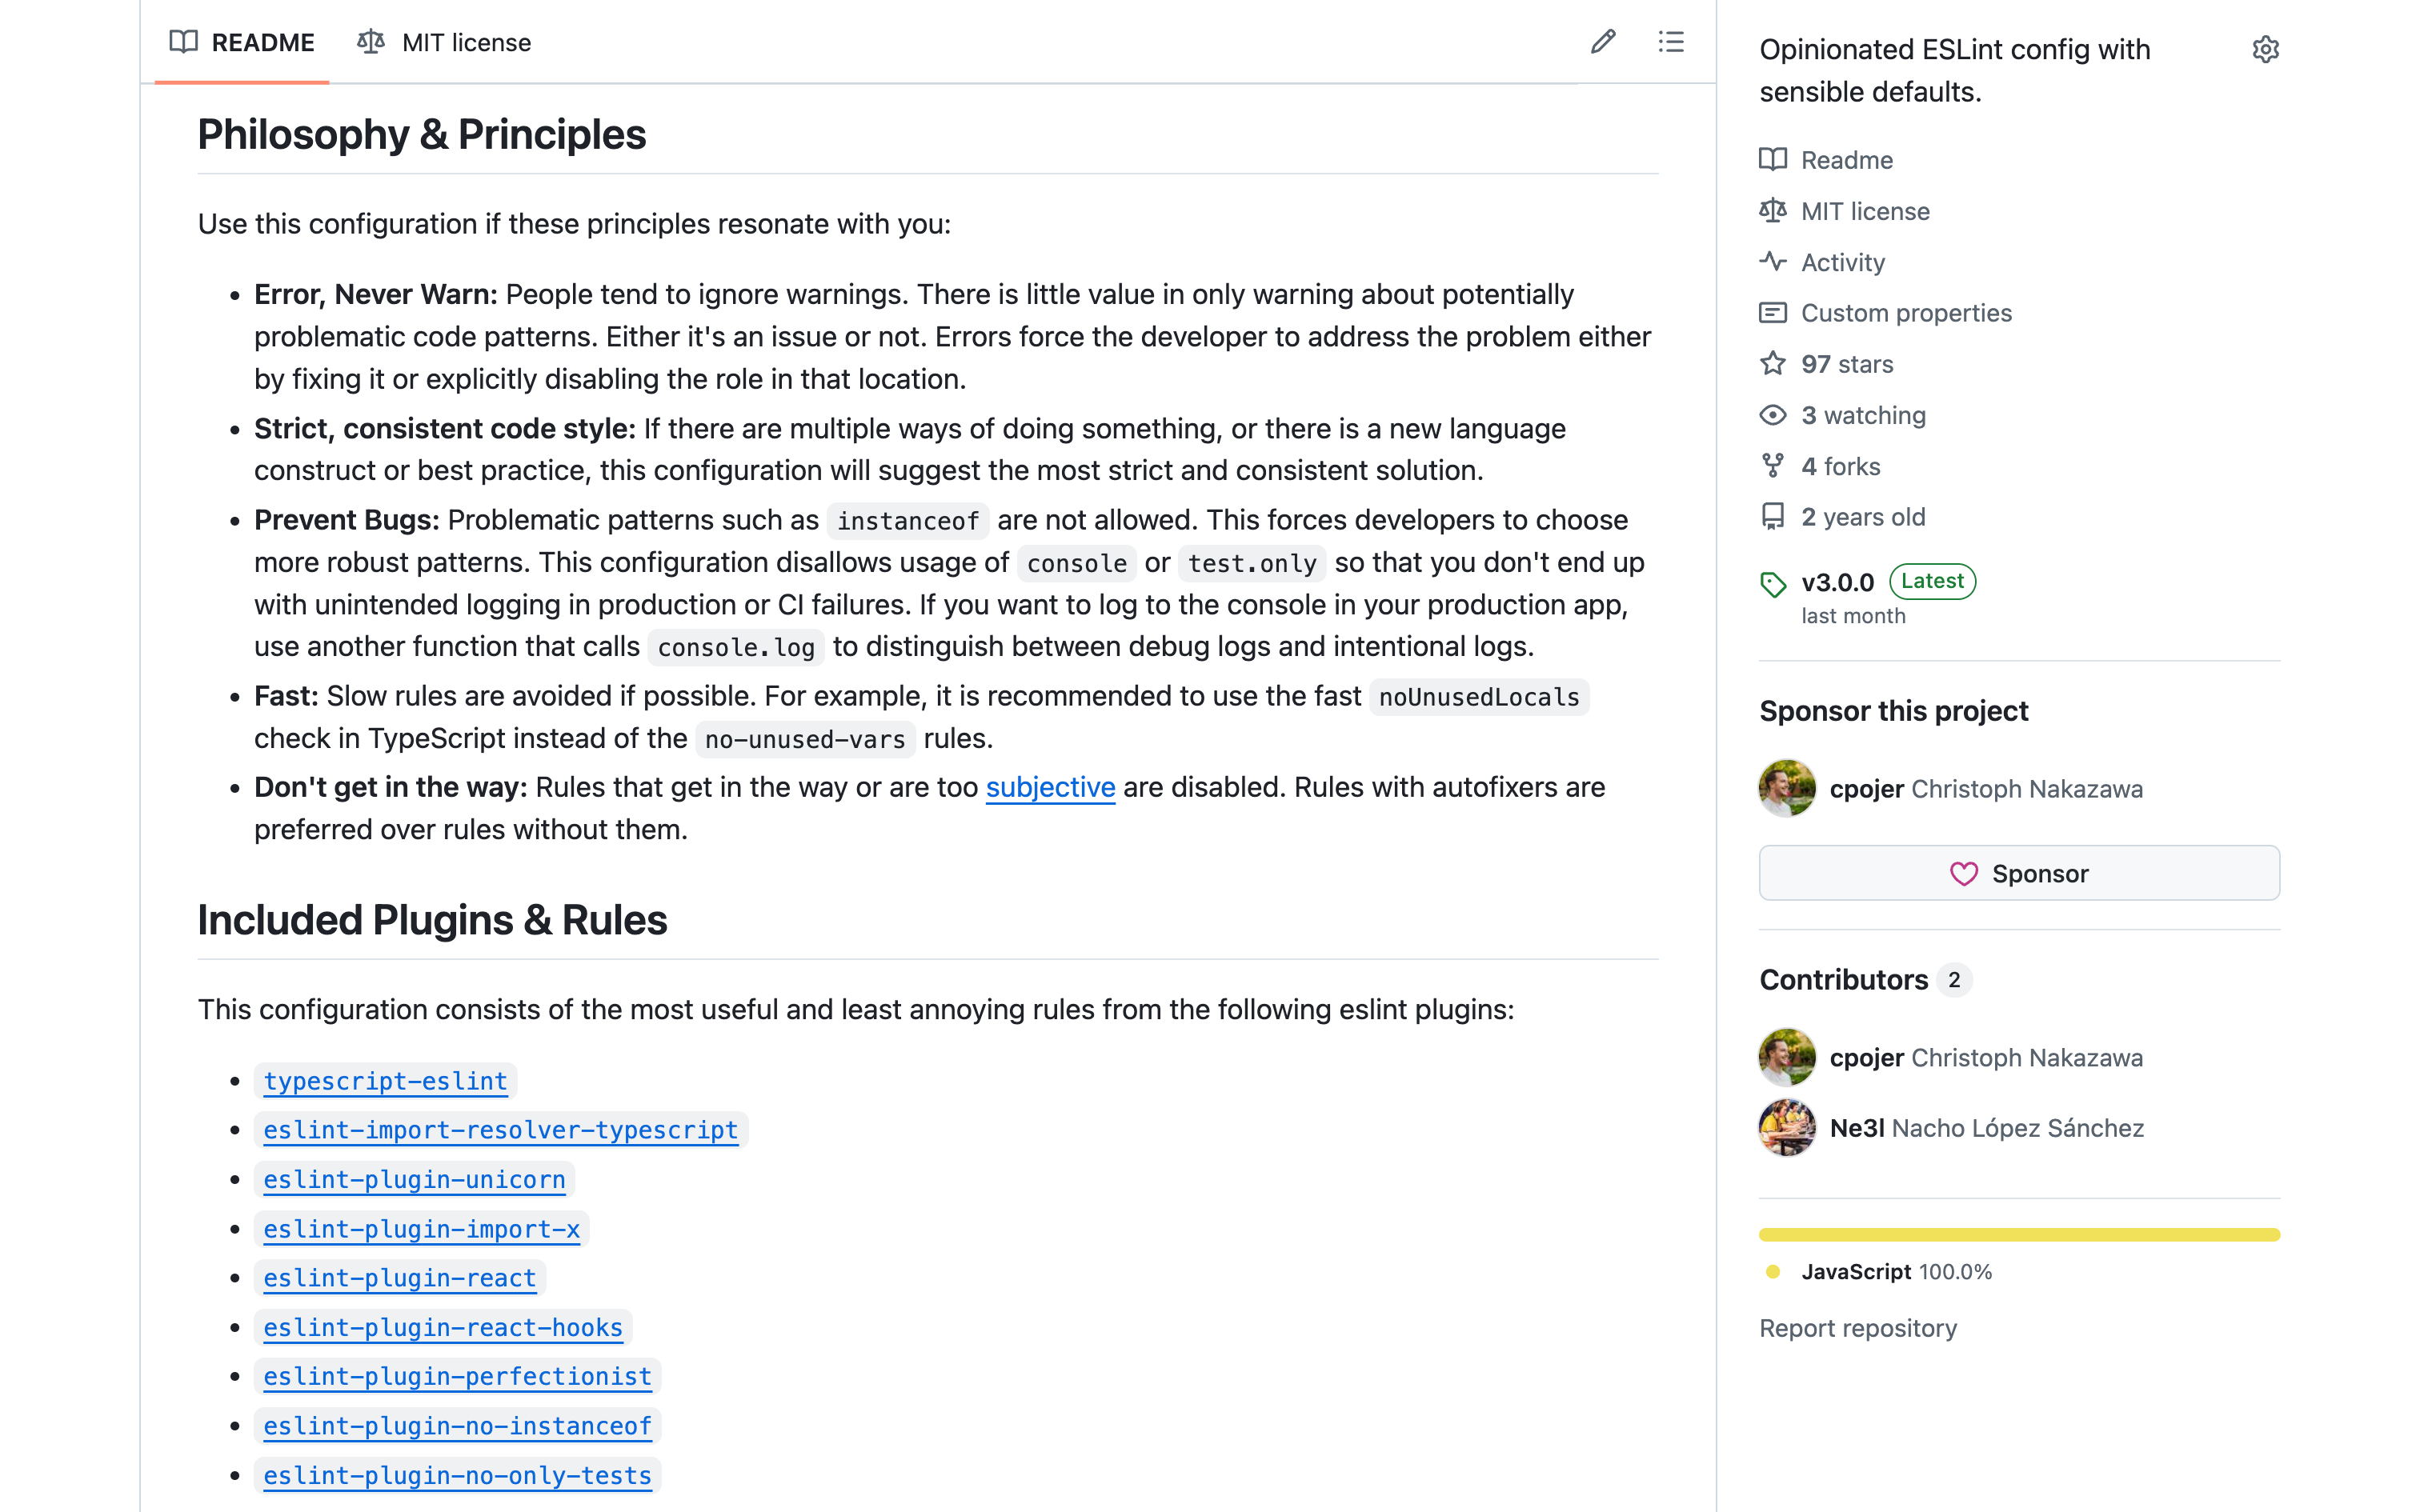 README
MIT license
Philosophy & Principles
Use this configuration if these principles resonate with you:
Error, Never Warn: People tend to ignore warnings. There is little value in only warning about potentially
problematic code patterns. Either it's an issue or not. Errors force the developer to address the problem either
by fixing it or explicitly disabling the role in that location.
Strict, consistent code style: If there are multiple ways of doing something, or there is a new language
construct or best practice, this configuration will suggest the most strict and consistent solution.
Prevent Bugs: Problematic patterns such as instanceof are not allowed. This forces developers to choose
more robust patterns. This configuration disallows usage of console or test.only so that you don't end up
with unintended logging in production or CI failures. If you want to log to the console in your production app,
use another function that calls console.log to distinguish between debug logs and intentional logs.
Fast: Slow rules are avoided if possible. For example, it is recommended to use the fast noUnusedLocals
check in TypeScript instead of the no-unused-vars rules.
Don't get in the way: Rules that get in the way or are too subjective are disabled. Rules with autofixers are
preferred over rules without them.
Included Plugins & Rules
This configuration consists of the most useful and least annoying rules from the following eslint plugins:
typescript-eslint
eslint-import-resolver-typescript
eslint-plugin-unicorn
eslint-plugin-import-x
eslint-plugin-react
eslint-plugin-react-hooks
eslint-plugin-perfectionist
eslint-plugin-no-instanceof
eslint-plugin-no-only-tests
Opinionated ESLint config with
sensible defaults.
Readme
MIT license
Activity
Custom properties
97 stars
3 watching
4 forks
2 years old
v3.0.0 Latest
last month
Sponsor this project
cpojer Christoph Nakazawa
Sponsor
Contributors 2
cpojer Christoph Nakazawa
Ne3l Nacho López Sánchez
JavaScript 100.0%
Report repository